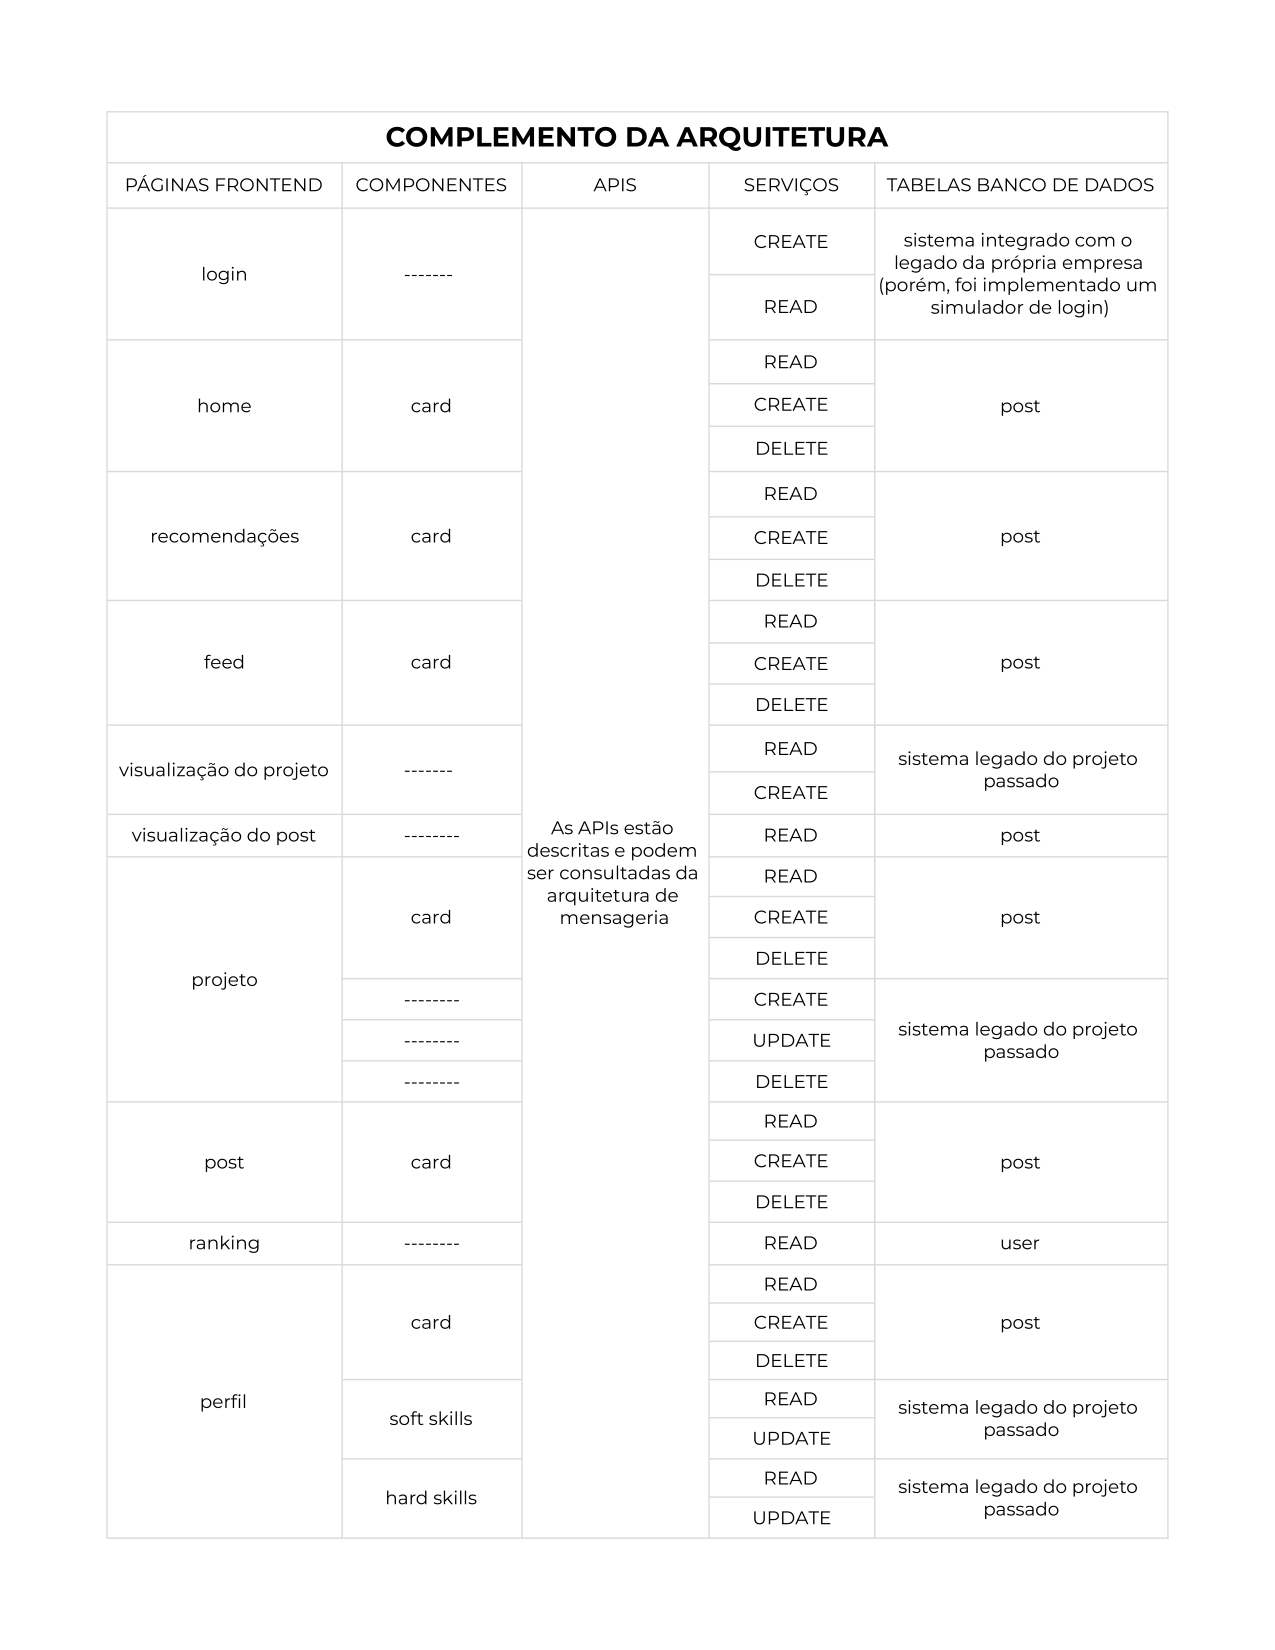 COMPLEMENTO DA ARQUITETURA
PÁGINAS FRONTEND
COMPONENTES
APIS
SERVIÇOS
TABELAS BANCO DE DADOS
login
-------
CREATE
READ
sistema integrado com o
legado da própria empresa
(porém, foi implementado um
simulador de login)
home
card
READ
CREATE
DELETE
post
recomendações
card
READ
CREATE
DELETE
post
feed
card
READ
CREATE
DELETE
post
visualização do projeto
-------
READ
CREATE
sistema legado do projeto
passado
visualização do post
--------
READ
post
As APIs estão
descritas e podem
ser consultadas da
arquitetura de
mensageria
projeto
card
READ
CREATE
DELETE
post
--------
CREATE
--------
UPDATE
--------
DELETE
sistema legado do projeto
passado
post
card
READ
CREATE
DELETE
post
ranking
--------
READ
user
perfil
card
READ
CREATE
DELETE
post
soft skills
READ
UPDATE
sistema legado do projeto
passado
hard skills
READ
UPDATE
sistema legado do projeto
passado